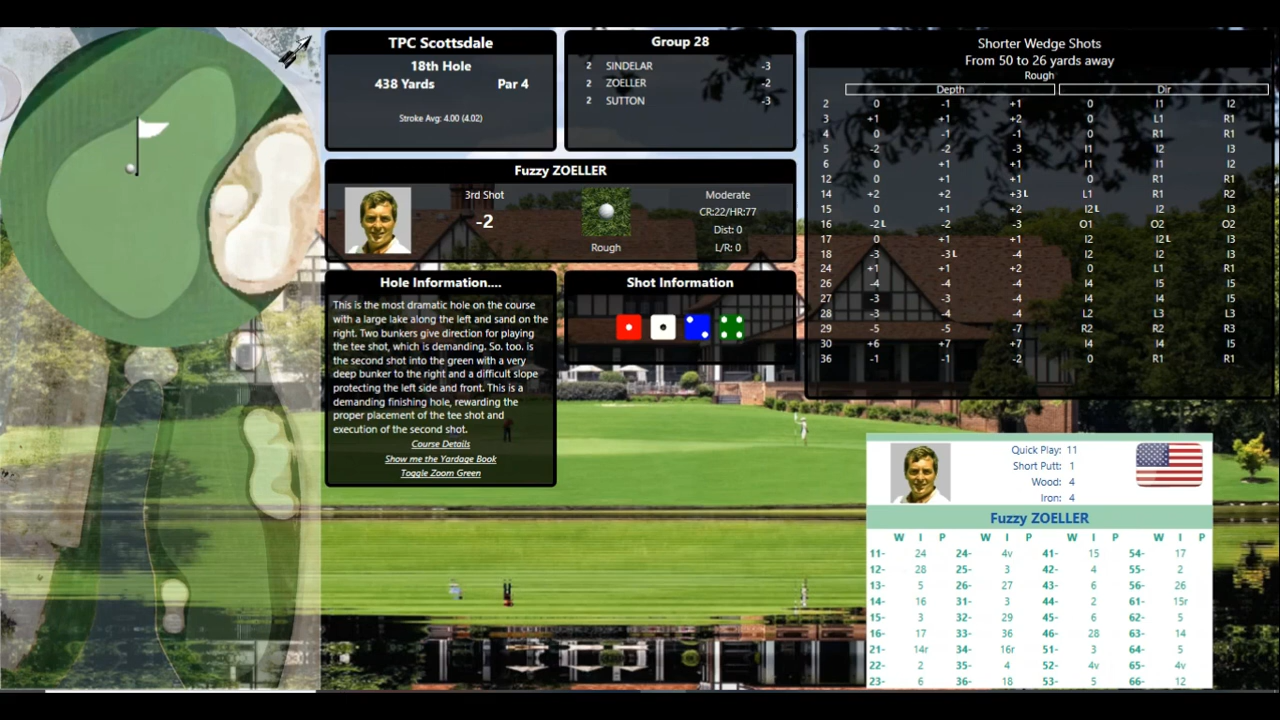 TPC Scottsdale
18th Hole
438 Yards Par 4
Stroke Avg: 4.00 (4.02)
Group 28
2 SINDELAR -3
2 ZOELLER -2
2 SUTTON -3
Fuzzy ZOELLER
3rd Shot
-2
Rough
Moderate
CR:22/HR:77
Dist: 0
L/R: 0
Hole Information....
This is the most dramatic hole on the course
with a large lake along the left and sand on the
right. Two bunkers give direction for playing
the tee shot, which is demanding. So. too. is
the second shot into the green with a very
deep bunker to the right and a difficult slope
protecting the left side and front. This is a
demanding finishing hole, rewarding the
proper placement of the tee shot and
execution of the second shot.
Course Details
Show me the Yardage Book
Toggle Zoom Green
Shot Information
Shorter Wedge Shots
From 50 to 26 yards away
Rough
Depth Dir
2 0 -1 +1 0 I1 I2
3 +1 +1 +2 0 L1 R1
4 0 -1 -1 0 R1 R1
5 -2 -2 -3 I1 I2 I3
6 0 +1 +1 I1 I1 I2
12 0 +1 +1 0 R1 R1
14 +2 +2 +3L L1 R1 R2
15 0 +1 +2 I2L I2 I3
16 -2L -2 -3 O1 O2 O2
17 0 +1 +1 I2 I2L I3
18 -3 -3L -4 I2 I2 I3
24 +1 +1 +2 0 L1 R1
26 -4 -4 -4 I4 I5 I5
27 -3 -3 -4 I4 I4 I5
28 -3 -4 -4 L2 L3 L3
29 -5 -5 -7 R2 R2 R3
30 +6 +7 +7 I4 I4 I5
36 -1 -1 -2 0 R1 R1
Quick Play: 11
Short Putt: 1
Wood: 4
Iron: 4
Fuzzy ZOELLER
W I P W I P W I P W I P
11- 24 24- 4v 41- 15 54- 17
12- 28 25- 3 42- 4 55- 2
13- 5 26- 27 43- 6 56- 26
14- 16 31- 3 44- 2 61- 15r
15- 3 32- 29 45- 6 62- 5
16- 17 33- 36 46- 28 63- 14
21- 14r 34- 16r 51- 3 64- 5
22- 2 35- 4 52- 4v 65- 4v
23- 6 36- 18 53- 5 66- 12